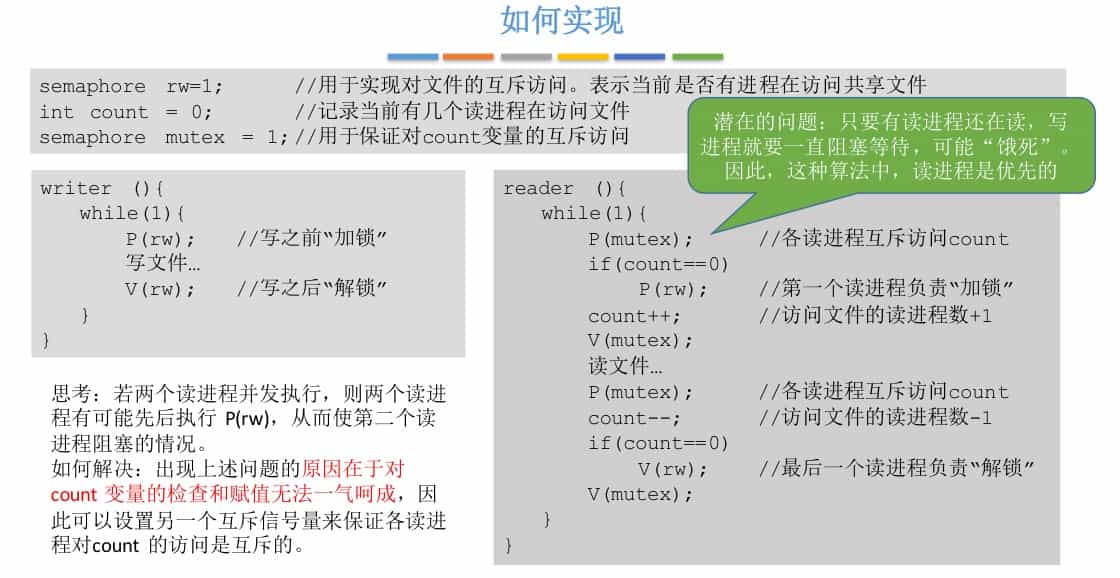 如何实现
semaphore rw=1; //用于实现对文件的互斥访问。表示当前是否有进程在访问共享文件
int count = 0; //记录当前有几个读进程在访问文件
semaphore mutex = 1; //用于保证对count变量的互斥访问
潜在的问题：只要有读进程还在读，写
进程就要一直阻塞等待，可能“饿死”。
因此，这种算法中，读进程是优先的
writer (){
while(1){
P(rw); //写之前“加锁”
写文件…
V(rw); //写之后“解锁”
}
}
思考：若两个读进程并发执行，则两个读进
程有可能先后执行 P(rw)，从而使第二个读
进程阻塞的情况。
如何解决：出现上述问题的原因在于对
count 变量的检查和赋值无法一气呵成，因
此可以设置另一个互斥信号量来保证各读进
程对count 的访问是互斥的。
reader (){
while(1){
P(mutex); //各读进程互斥访问count
if(count==0)
P(rw); //第一个读进程负责“加锁”
count++; //访问文件的读进程数+1
V(mutex);
读文件…
P(mutex); //各读进程互斥访问count
count--; //访问文件的读进程数-1
if(count==0)
V(rw); //最后一个读进程负责“解锁”
V(mutex);
}
}